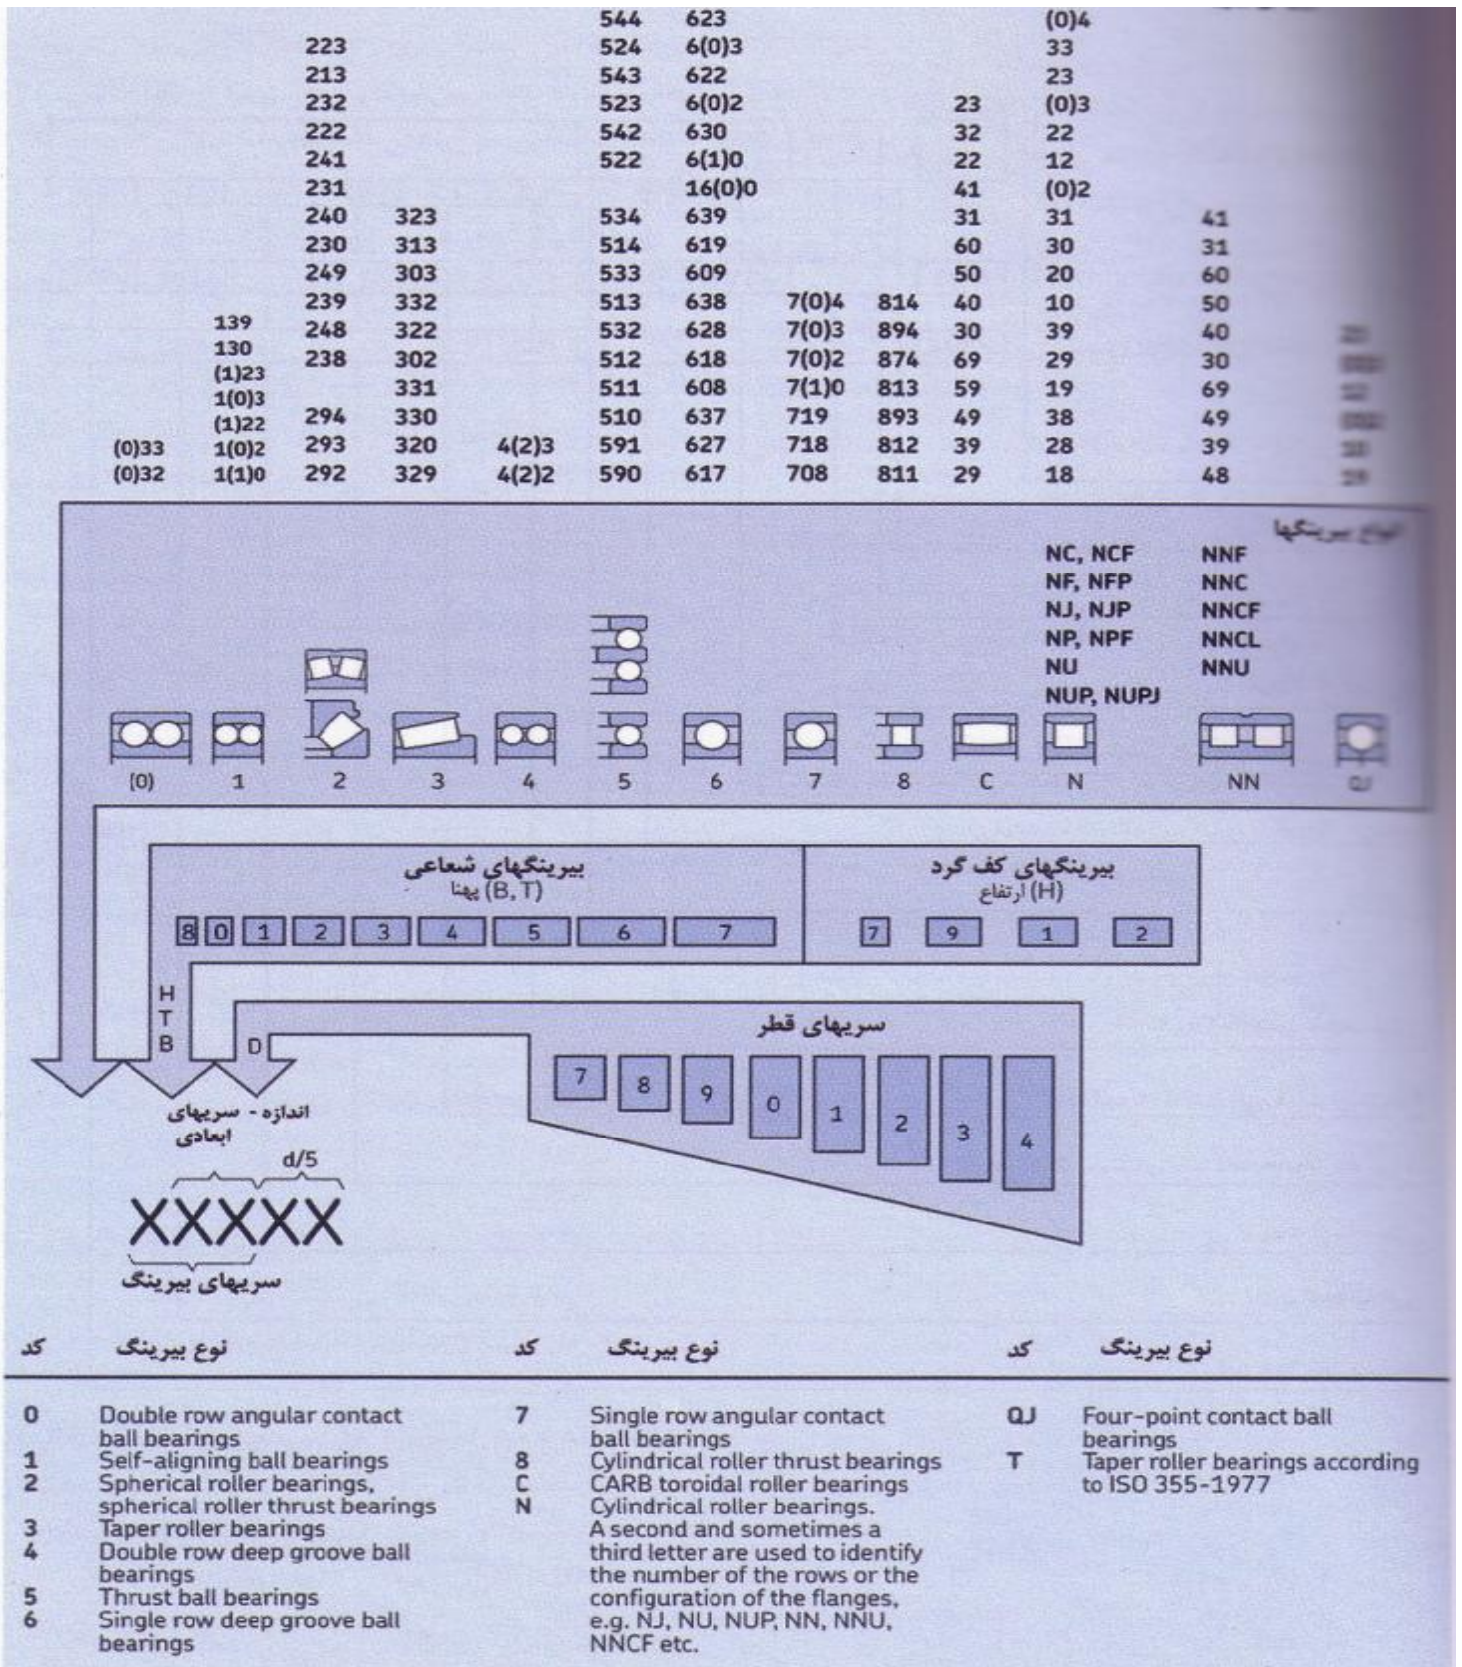 544 623 (0)4
223 524 6(0)3 33
213 543 622 23
232 523 6(0)2 23 (0)3
222 542 630 32 22
241 522 6(1)0 22 12
231 16(0)0 41 (0)2
240 323 534 639 31 31 41
230 313 514 619 60 30 31
249 303 533 609 50 20 60
239 332 513 638 7(0)4 814 40 10 50
139
248 322 532 628 7(0)3 894 30 39 40
130
238 302 512 618 7(0)2 874 69 29 30
(1)23
331 511 608 7(1)0 813 59 19 69
1(0)3
294 330 510 637 719 893 49 38 49
(1)22
(0)33 1(0)2 293 320 4(2)3 591 627 718 812 39 28 39
(0)32 1(1)0 292 329 4(2)2 590 617 708 811 29 18 48
انواع بیرینگها
NC, NCF NNF
NF, NFP NNC
NJ, NJP NNCF
NP, NPF NNCL
NU NNU
NUP, NUPJ
(0) 1 2 3 4 5 6 7 8 C N NN QJ
بیرینگهای شعاعی
(B, T) پهنا
بیرینگهای کف گرد
(H) ارتفاع
8 0 1 2 3 4 5 6 7
7 9 1 2
H
T
B
D
سریهای قطر
7 8 9 0 1 2 3 4
اندازه - سریهای
ابعادی
d/5
XXXXX
سریهای بیرینگ
کد نوع بیرینگ کد نوع بیرینگ کد نوع بیرینگ
0 Double row angular contact
ball bearings
1 Self-aligning ball bearings
2 Spherical roller bearings,
spherical roller thrust bearings
3 Taper roller bearings
4 Double row deep groove ball
bearings
5 Thrust ball bearings
6 Single row deep groove ball
bearings
7 Single row angular contact
ball bearings
8 Cylindrical roller thrust bearings
C CARB toroidal roller bearings
N Cylindrical roller bearings.
A second and sometimes a
third letter are used to identify
the number of the rows or the
configuration of the flanges,
e.g. NJ, NU, NUP, NN, NNU,
NNCF etc.
QJ Four-point contact ball
bearings
T Taper roller bearings according
to ISO 355-1977